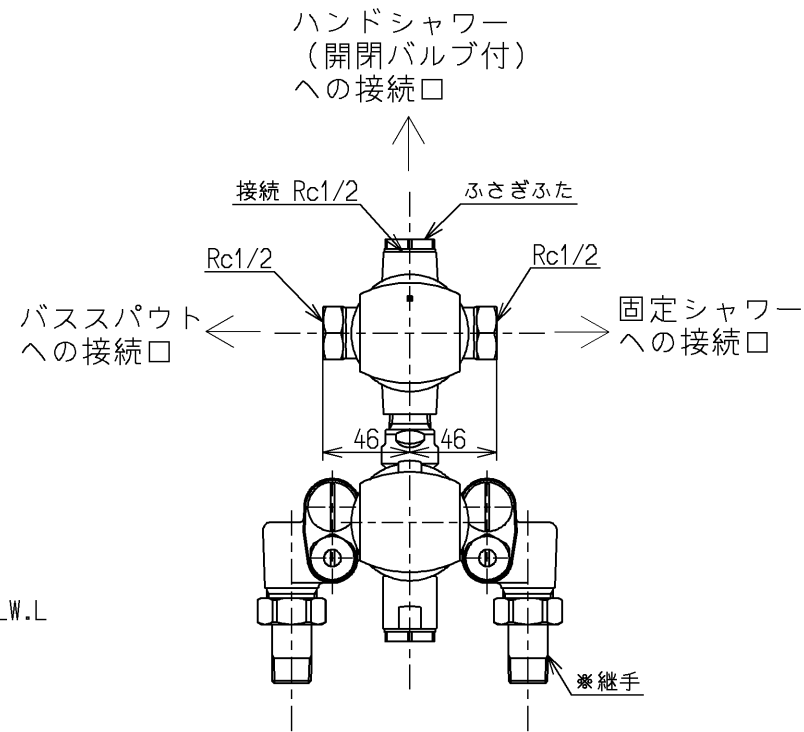 ハンドシャワー
（開閉バルブ付）
への接続口
接続 Rc1/2
ふさぎふた
Rc1/2
Rc1/2
バススパウト
への接続口
固定シャワー
への接続口
46
46
W.L
※継手